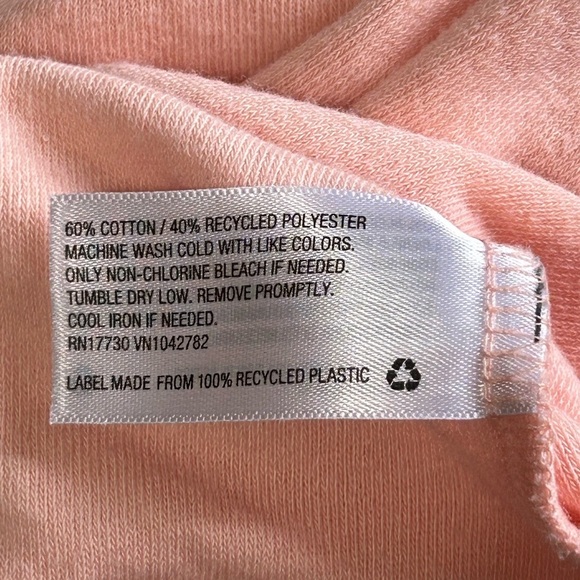 60% COTTON / 40% RECYCLED POLYESTER
MACHINE WASH COLD WITH LIKE COLORS.
ONLY NON-CHLORINE BLEACH IF NEEDED.
TUMBLE DRY LOW. REMOVE PROMPTLY.
COOL IRON IF NEEDED.
RN17730 VN1042782
LABEL MADE FROM 100% RECYCLED PLASTIC